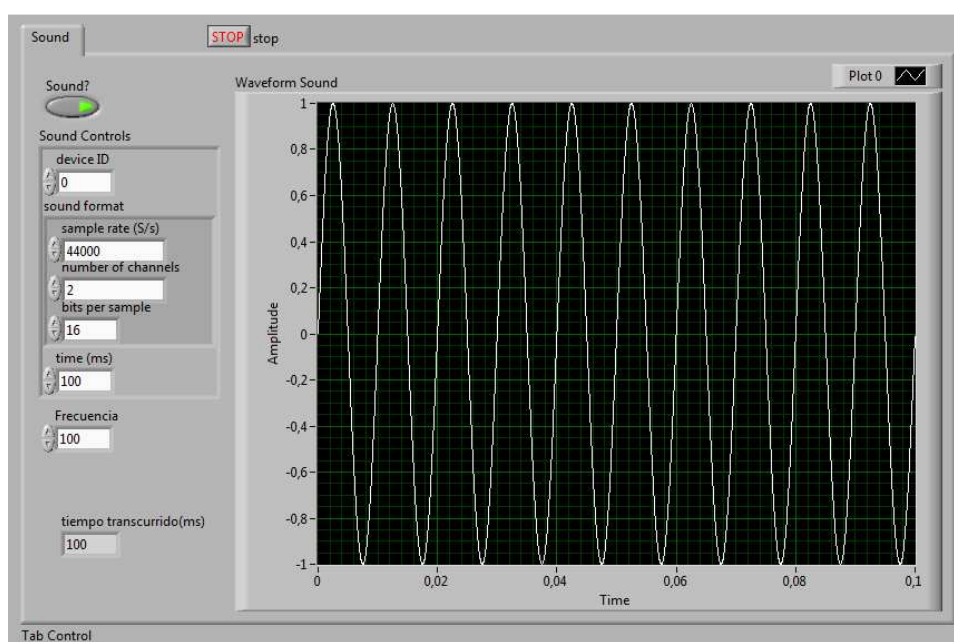 Sound
STOP stop
Sound?
Sound Controls
device ID
0
sound format
sample rate (S/s)
44000
number of channels
2
bits per sample
16
time (ms)
100
Frecuencia
100
tiempo transcurrido(ms)
100
Waveform Sound
Plot 0
Amplitude
1
0,8
0,6
0,4
0,2
0
-0,2
-0,4
-0,6
-0,8
-1
0 0,02 0,04 0,06 0,08 0,1
Time
Tab Control